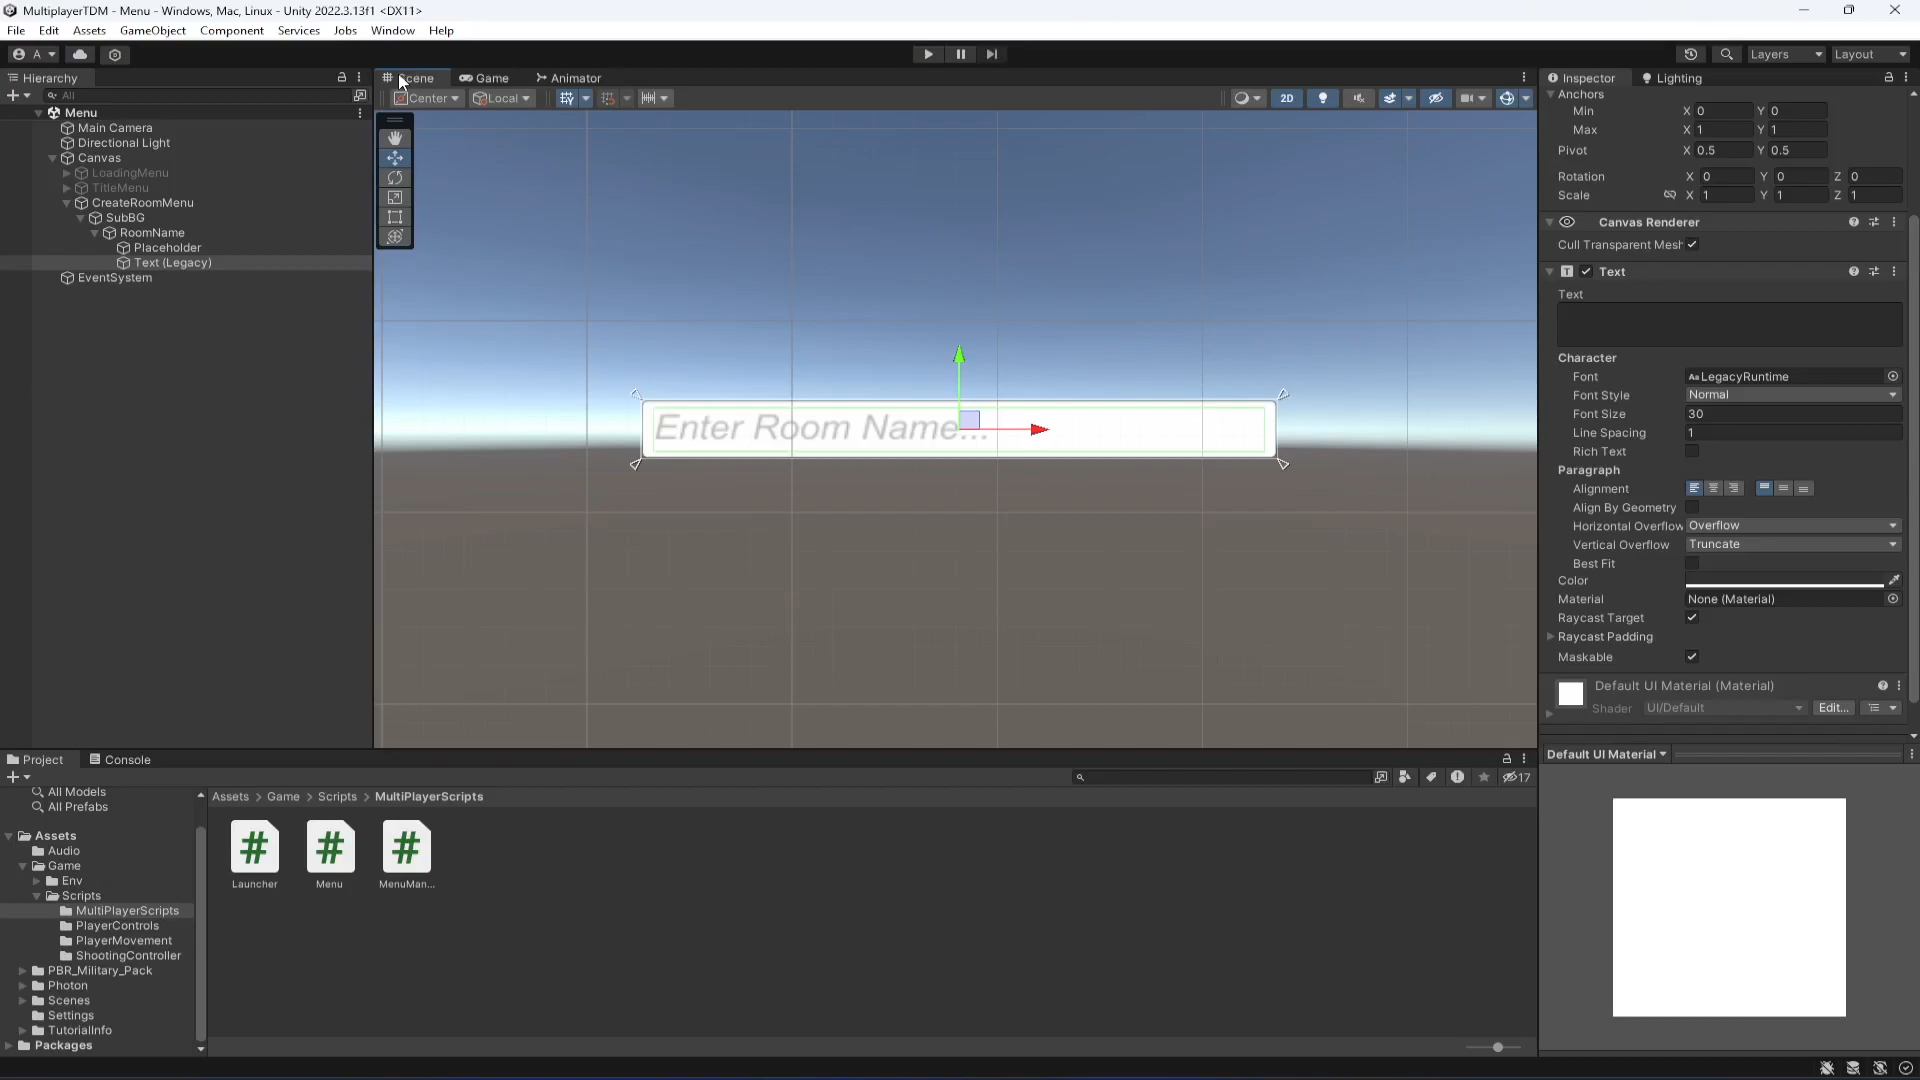 MultiplayerTDM - Menu - Windows, Mac, Linux - Unity 2022.3.13f1 <DX11>
File Edit Assets GameObject Component Services Jobs Window Help
A Layers Layout
Hierarchy
All
Menu
Main Camera
Directional Light
Canvas
LoadingMenu
TitleMenu
CreateRoomMenu
SubBG
RoomName
Placeholder
Text (Legacy)
EventSystem
Scene Game Animator
Center Local 2D
Enter Room Name...
Inspector Lighting
Anchors
Min X 0 Y 0
Max X 1 Y 1
Pivot X 0.5 Y 0.5
Rotation X 0 Y 0 Z 0
Scale X 1 Y 1 Z 1
Canvas Renderer
Cull Transparent Mesh
Text
Text
Character
Font Aa LegacyRuntime
Font Style Normal
Font Size 30
Line Spacing 1
Rich Text
Paragraph
Alignment
Align By Geometry
Horizontal Overflow Overflow
Vertical Overflow Truncate
Best Fit
Color
Material None (Material)
Raycast Target
Raycast Padding
Maskable
Default UI Material (Material)
Shader UI/Default Edit...
Default UI Material
Project Console
17
All Models
All Prefabs
Assets
Audio
Game
Env
Scripts
MultiPlayerScripts
PlayerControls
PlayerMovement
ShootingController
PBR_Military_Pack
Photon
Scenes
Settings
TutorialInfo
Packages
Assets > Game > Scripts > MultiPlayerScripts
Launcher Menu MenuMan...